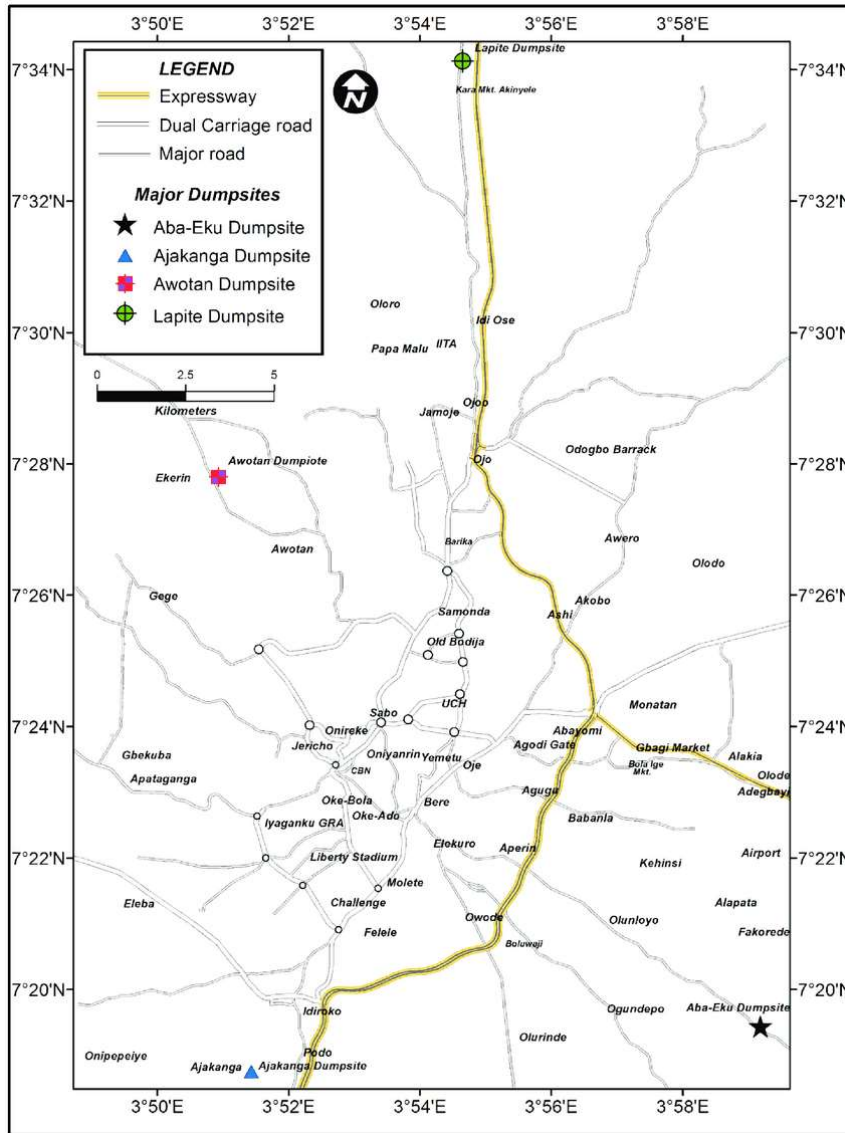 3°50'E 3°52'E 3°54'E 3°56'E 3°58'E
7°34'N
7°32'N
7°30'N
7°28'N
7°26'N
7°24'N
7°22'N
7°20'N
LEGEND
Expressway
Dual Carriage road
Major road
Major Dumpsites
Aba-Eku Dumpsite
Ajakanga Dumpsite
Awotan Dumpsite
Lapite Dumpsite
N
0 2.5 5
Kilometers
Lapite Dumpsite
Kara Mkt. Akinyele
Oloro
Idi Ose
Papa Malu
IITA
Ojoo
Jamoje
Odogbo Barrack
Ojo
Awotan Dumpiote
Ekerin
Barika
Awero
Awotan
Olodo
Gege
Akobo
Samonda
Ashi
Old Bodija
UCH
Monatan
Sabo
Onireke
Abayomi
Jericho
Agodi Gate
Gbagi Market
Gbekuba
Oniyanrin
Yemetu
Alakia
CBN
Oje
Bola Ige
Mkt.
Apataganga
Olode
Oke-Bola
Bere
Agugu
Adegbayi
Iyaganku GRA
Oke-Ado
Babanla
Elekuro
Aperin
Liberty Stadium
Kehinsi
Airport
Molete
Eleba
Challenge
Alapata
Owode
Olunloyo
Felele
Fakorede
Boluwaji
Idiroko
Ogundepo
Aba-Eku Dumpsite
Olurinde
Onipepeiye
Podo
Ajakanga
Ajakanga Dumpsite
7°34'N
7°32'N
7°30'N
7°28'N
7°26'N
7°24'N
7°22'N
7°20'N
3°50'E 3°52'E 3°54'E 3°56'E 3°58'E